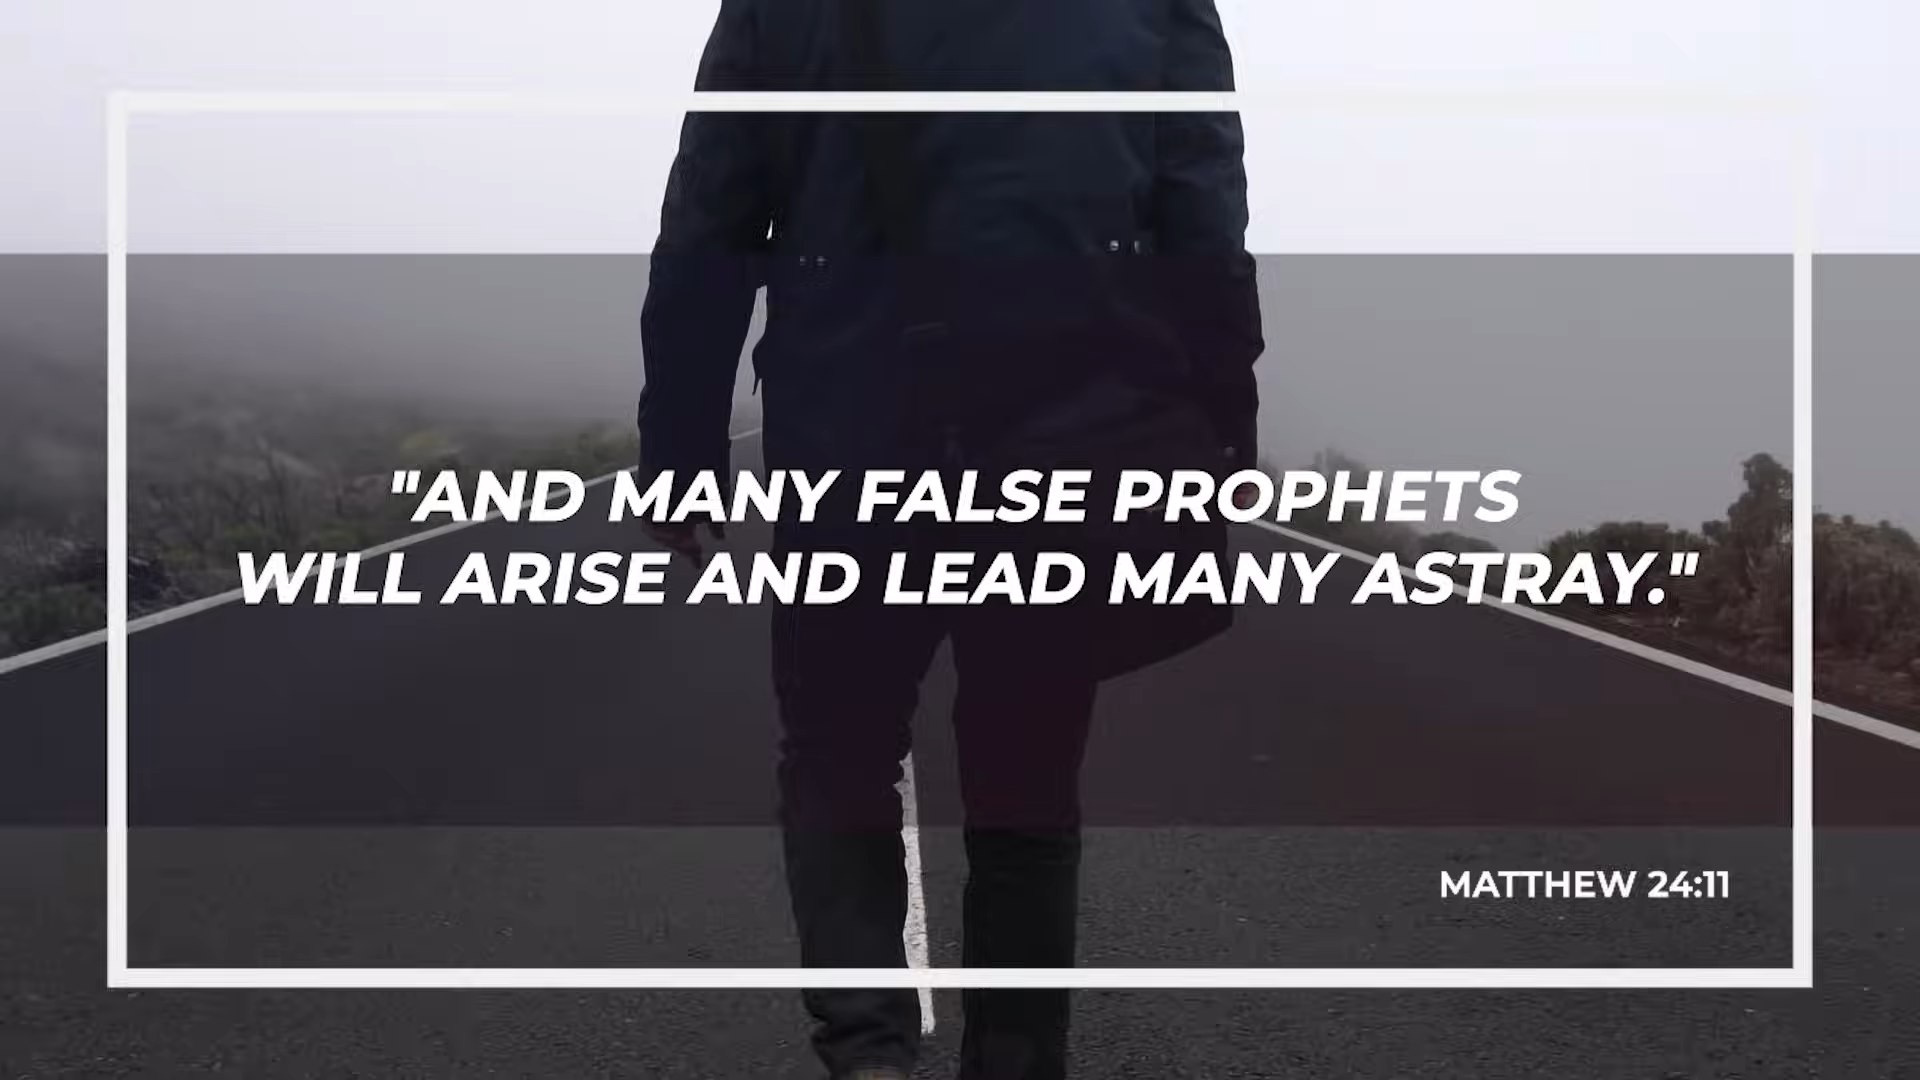 "AND MANY FALSE PROPHETS
WILL ARISE AND LEAD MANY ASTRAY."
MATTHEW 24:11